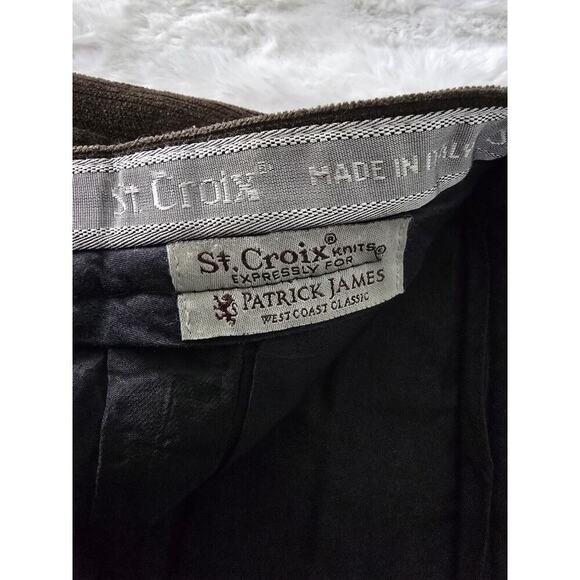 St. Croix® MADE IN ITALY
St. Croix® KNITS©
EXPRESSLY FOR
PATRICK JAMES
WEST COAST CLASSIC